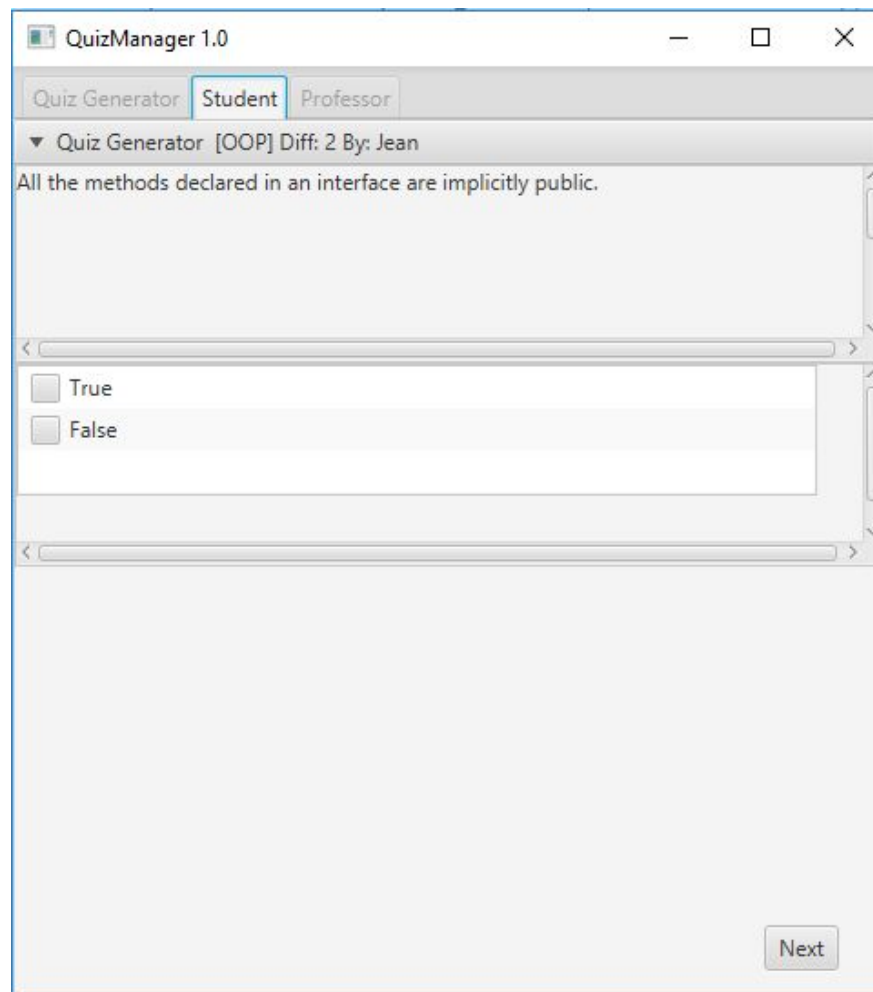 QuizManager 1.0
Quiz Generator Student Professor
Quiz Generator [OOP] Diff: 2 By: Jean
All the methods declared in an interface are implicitly public.
True
False
Next